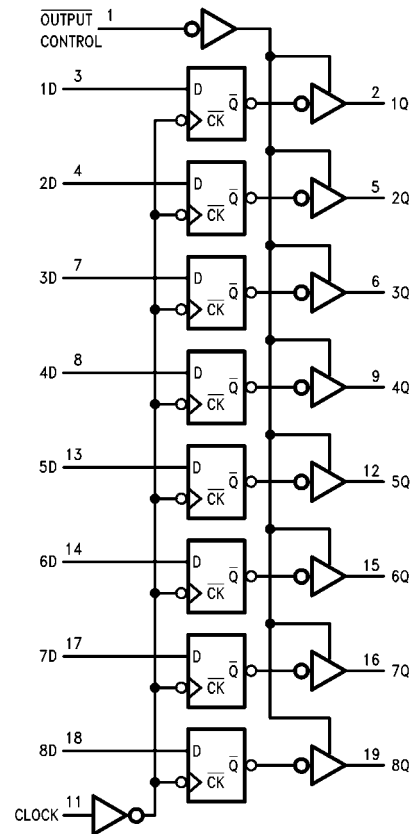 OUTPUT 1
CONTROL
1D 3 D Q CK 2 1Q
2D 4 D Q CK 5 2Q
3D 7 D Q CK 6 3Q
4D 8 D Q CK 9 4Q
5D 13 D Q CK 12 5Q
6D 14 D Q CK 15 6Q
7D 17 D Q CK 16 7Q
8D 18 D Q CK 19 8Q
CLOCK 11